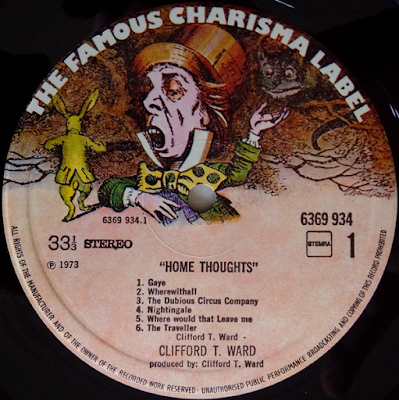 THE FAMOUS CHARISMA LABEL
6369 934.1
33⅓ STEREO
6369 934
STEMRA
1
℗ 1973
"HOME THOUGHTS"
1. Gaye
2. Wherewithall
3. The Dubious Circus Company
4. Nightingale
5. Where would that Leave me
6. The Traveller
- Clifford T. Ward -
CLIFFORD T. WARD
produced by: Clifford T. Ward
ALL RIGHTS OF THE MANUFACTURER AND OF THE OWNER OF THE RECORDED WORK RESERVED - UNAUTHORISED PUBLIC PERFORMANCE BROADCASTING AND COPYING OF THIS RECORD PROHIBITED